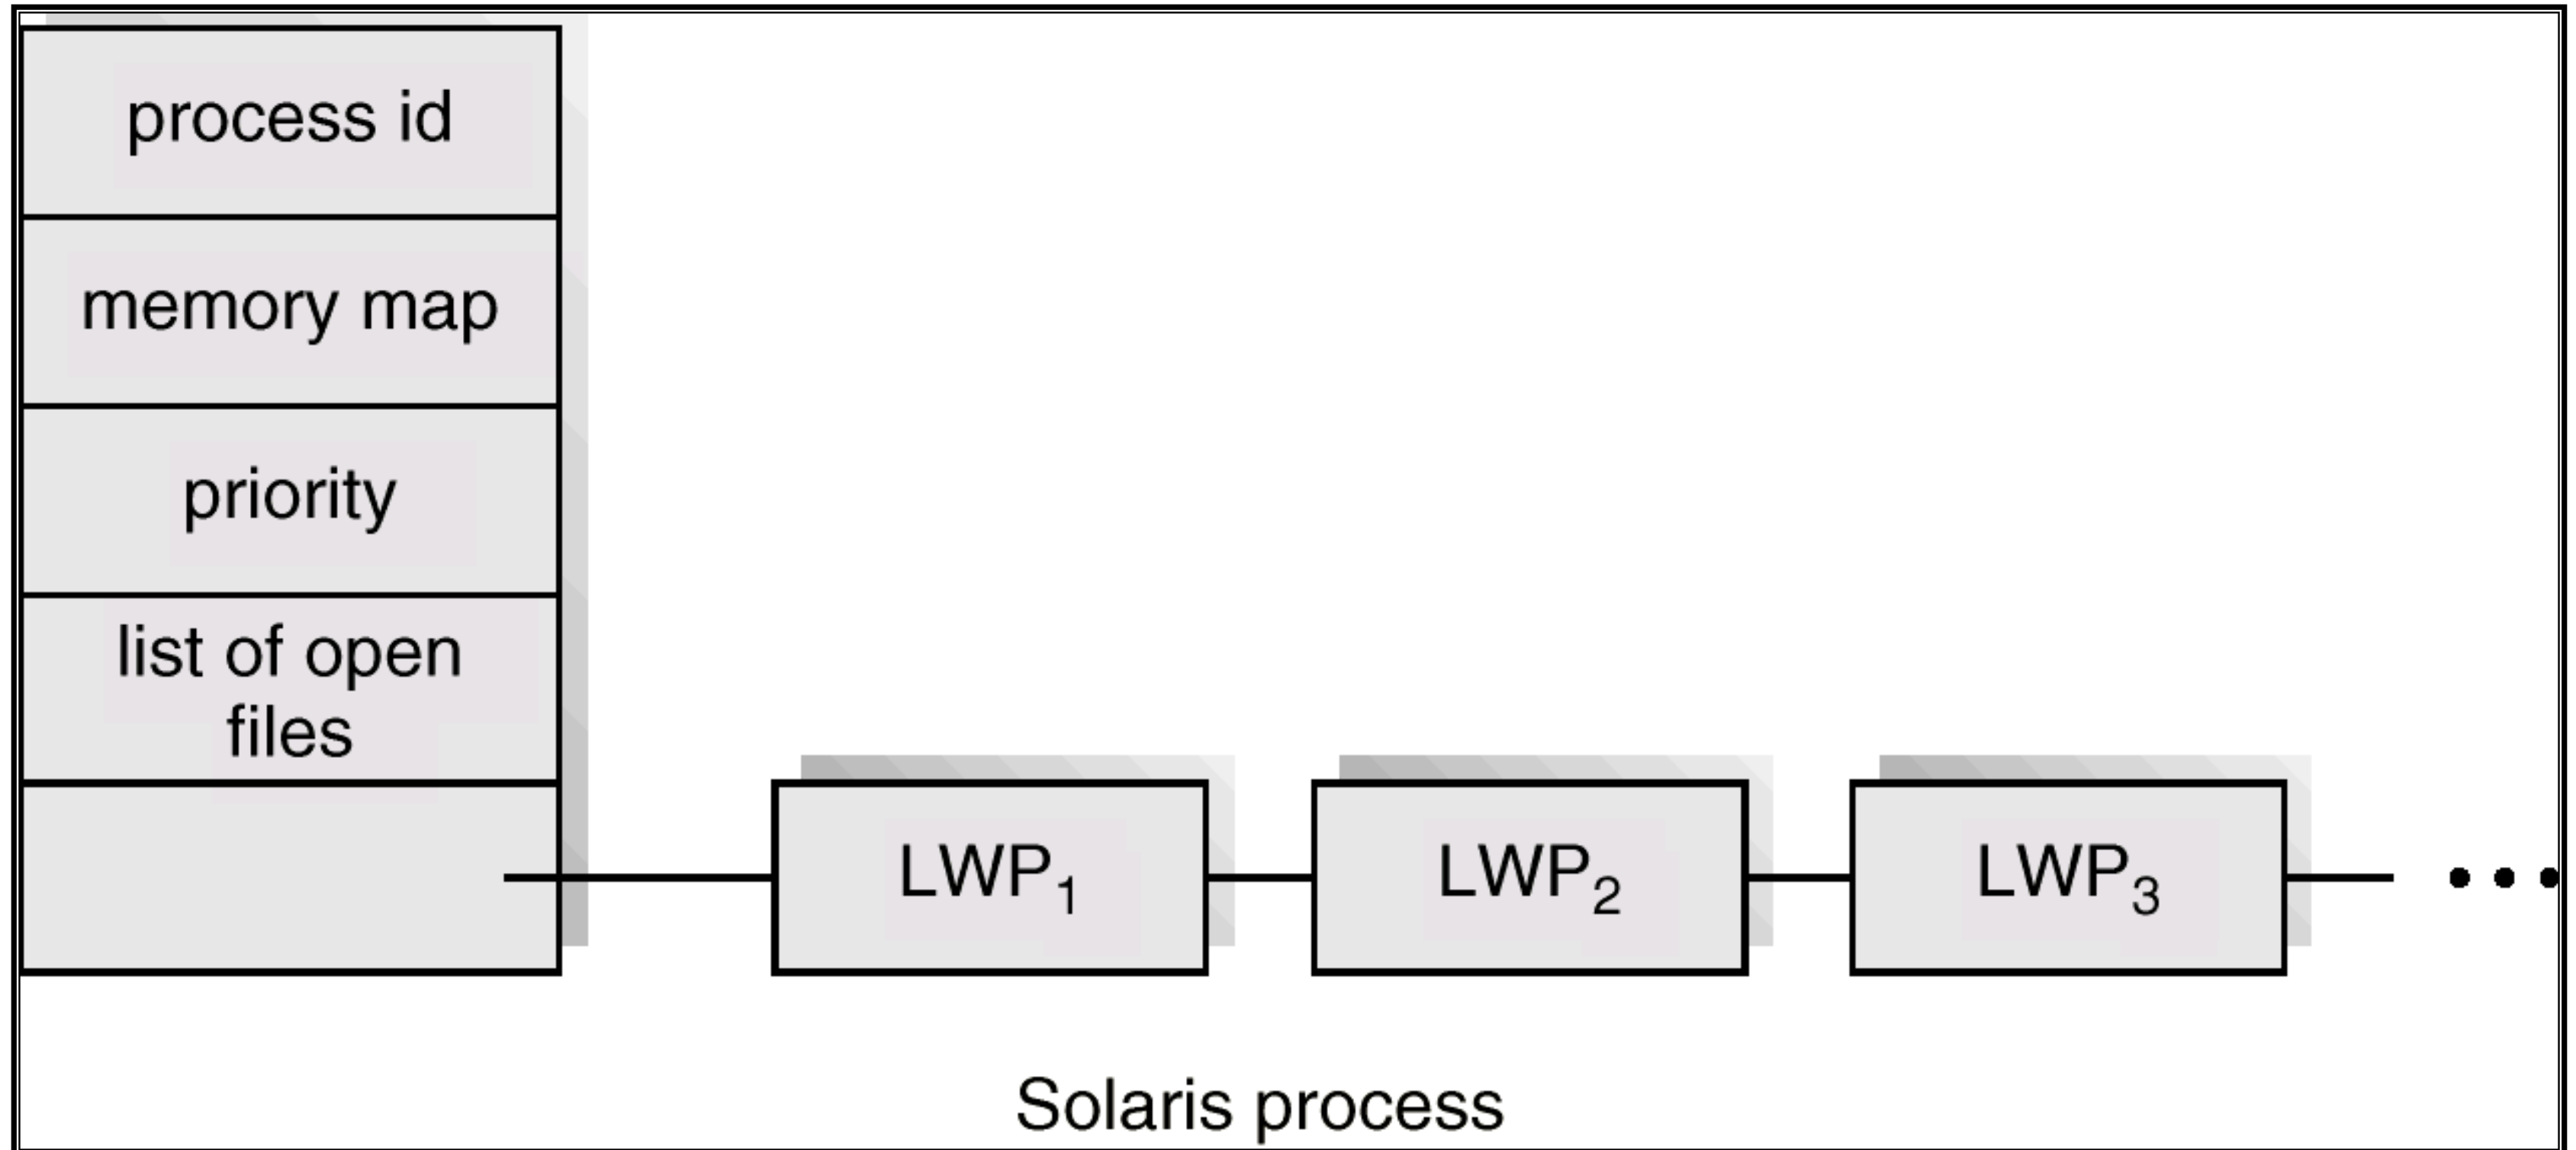 process id
memory map
priority
list of open
files
LWP₁
LWP₂
LWP₃
Solaris process